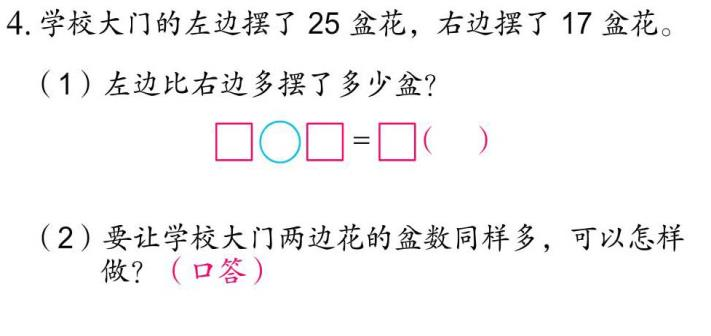 4. 学校大门的左边摆了 25 盆花，右边摆了 17 盆花。
（1）左边比右边多摆了多少盆？
□○□=□（ ）
（2）要让学校大门两边花的盆数同样多，可以怎样
做？（口答）